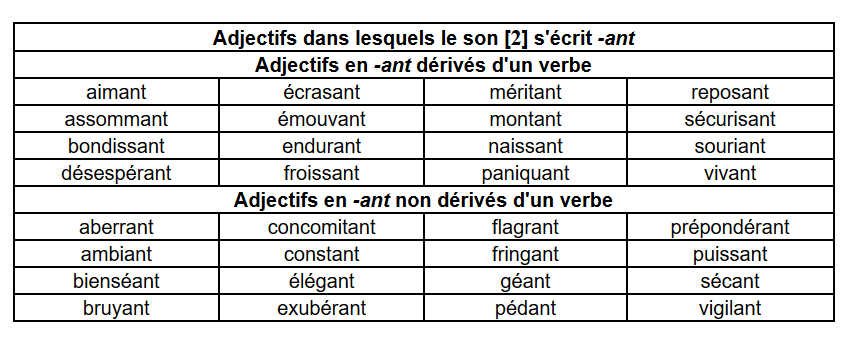 Adjectifs dans lesquels le son [2] s'écrit -ant
Adjectifs en -ant dérivés d'un verbe
aimant écrasant méritant reposant
assommant émouvant montant sécurisant
bondissant endurant naissant souriant
désespérant froissant paniquant vivant
Adjectifs en -ant non dérivés d'un verbe
aberrant concomitant flagrant prépondérant
ambiant constant fringant puissant
bienséant élégant géant sécant
bruyant exubérant pédant vigilant